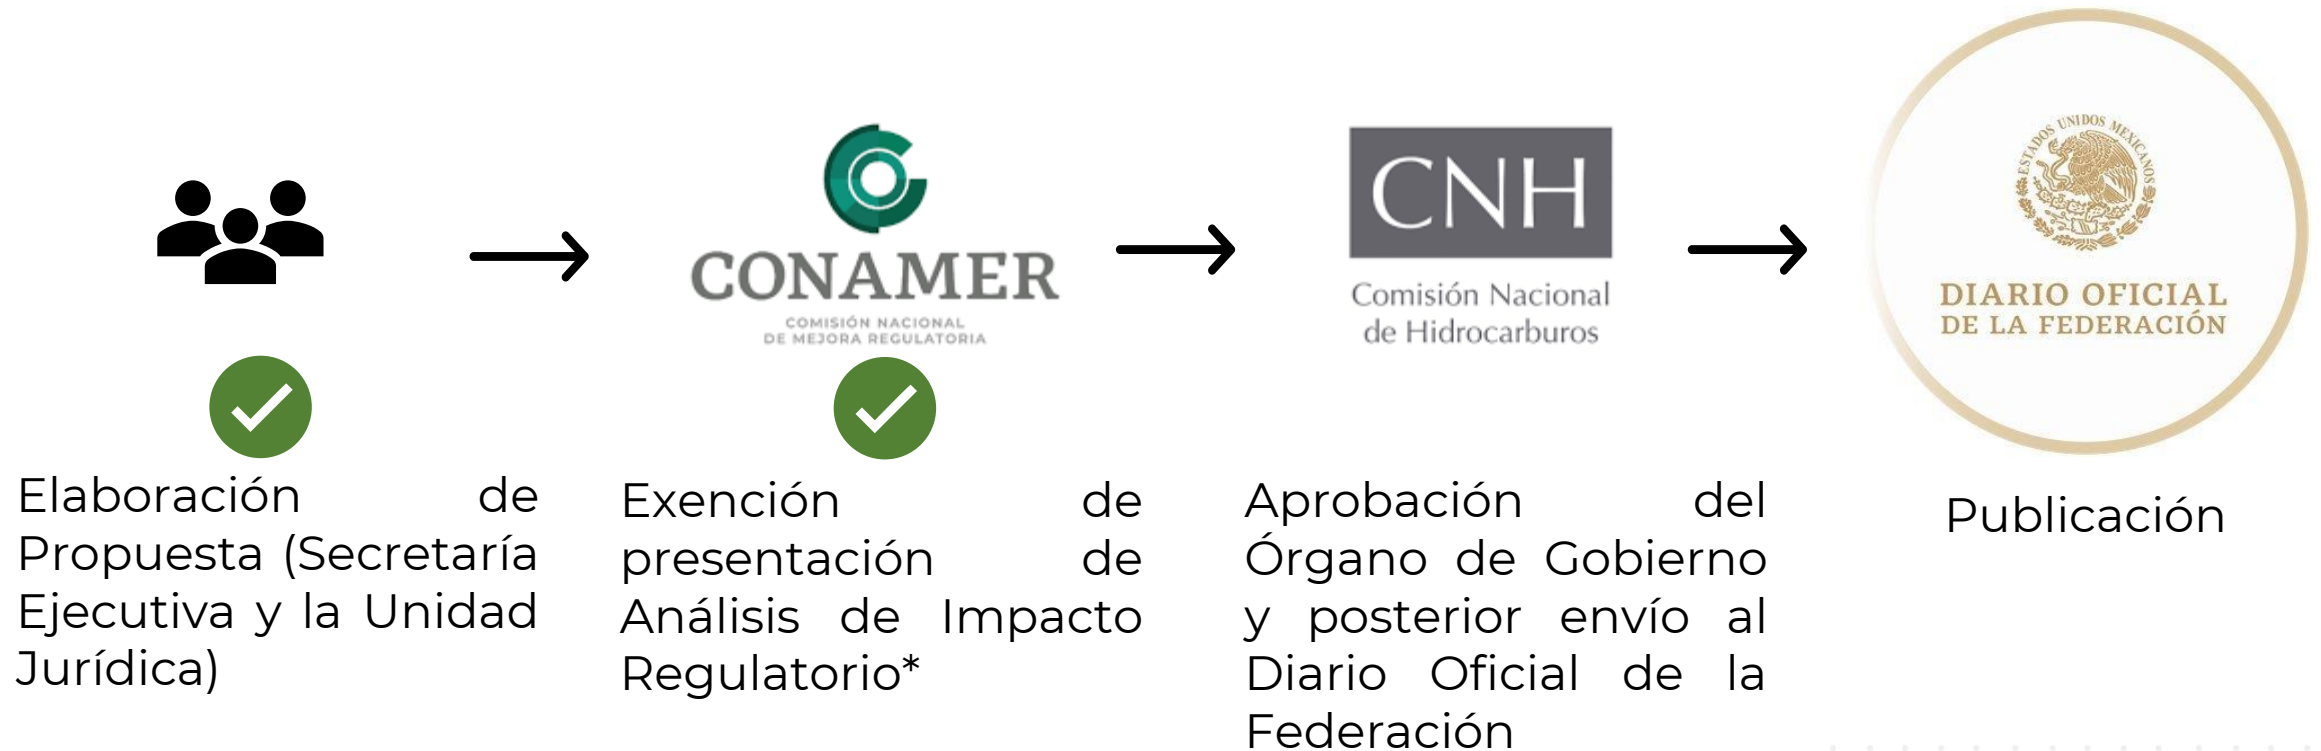 CONAMER
COMISIÓN NACIONAL
DE MEJORA REGULATORIA
CNH
Comisión Nacional
de Hidrocarburos
ESTADOS UNIDOS MEXICANOS
DIARIO OFICIAL
DE LA FEDERACIÓN
Elaboración de
Propuesta (Secretaría
Ejecutiva y la Unidad
Jurídica)
Exención de
presentación de
Análisis de Impacto
Regulatorio*
Aprobación del
Órgano de Gobierno
y posterior envío al
Diario Oficial de la
Federación
Publicación